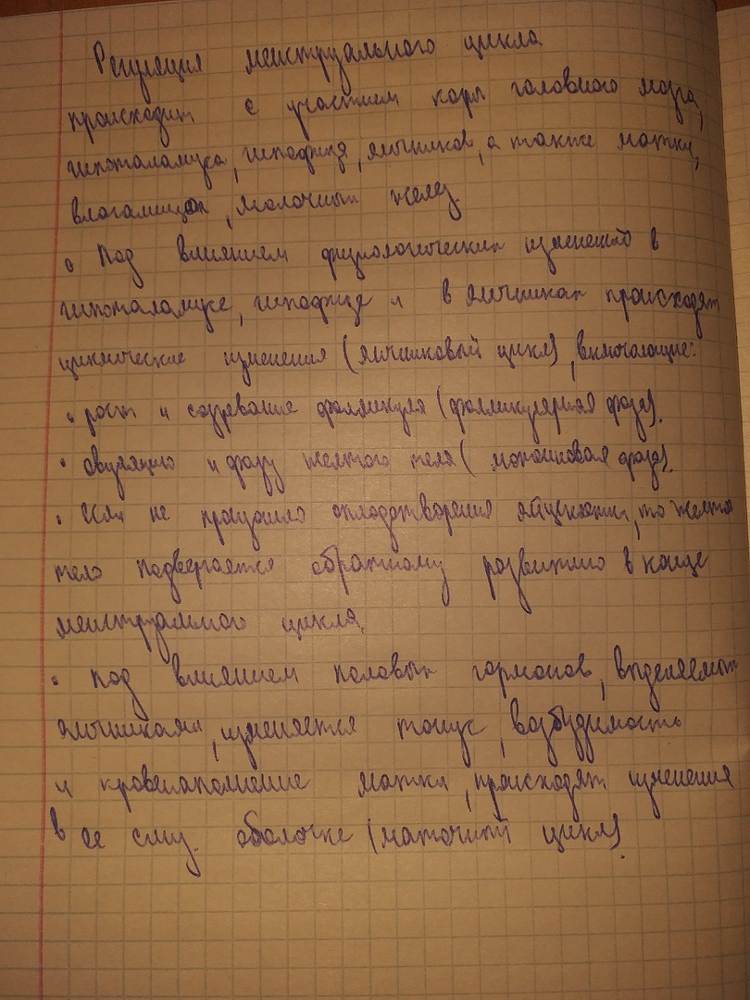 Регуляция менструального цикла
происходит с участием коры головного мозга,
гипоталамуса, гипофиза, яичников, а также матки,
влагалища, молочных желез.
• Под влиянием физиологических изменений в
гипоталамусе, гипофизе и в яичниках происходят
циклические изменения (яичниковый цикл), включающие:
• рост и созревание фолликула (фолликулярная фаза).
• овуляцию и фазу желтого тела (лютеиновая фаза).
• Если не произошло оплодотворения яйцеклетки, то желто
тело подвергается обратному развитию в конце
менструального цикла.
• под влиянием половых гормонов, выделяемых
яичниками, изменяется тонус, возбудимость
и кровенаполнение матки, происходят изменения
в ее слиз. оболочке (маточный цикл).